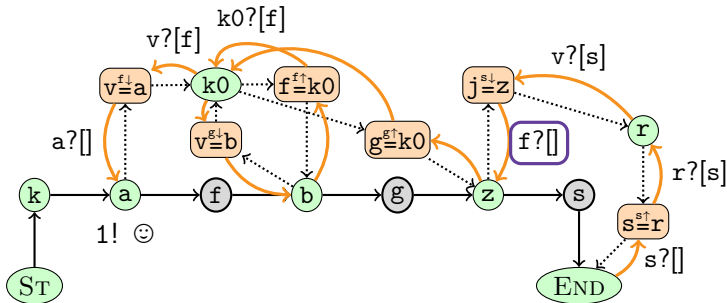 k0?[f]
v?[f]
v?[s]
v f↓= a
k0
f f↑= k0
j s↓= z
r
a?[]
v g↓= b
g g↑= k0
f?[]
r?[s]
k
a
f
b
g
z
s
s s↑= r
1! ☺
s?[]
ST
END